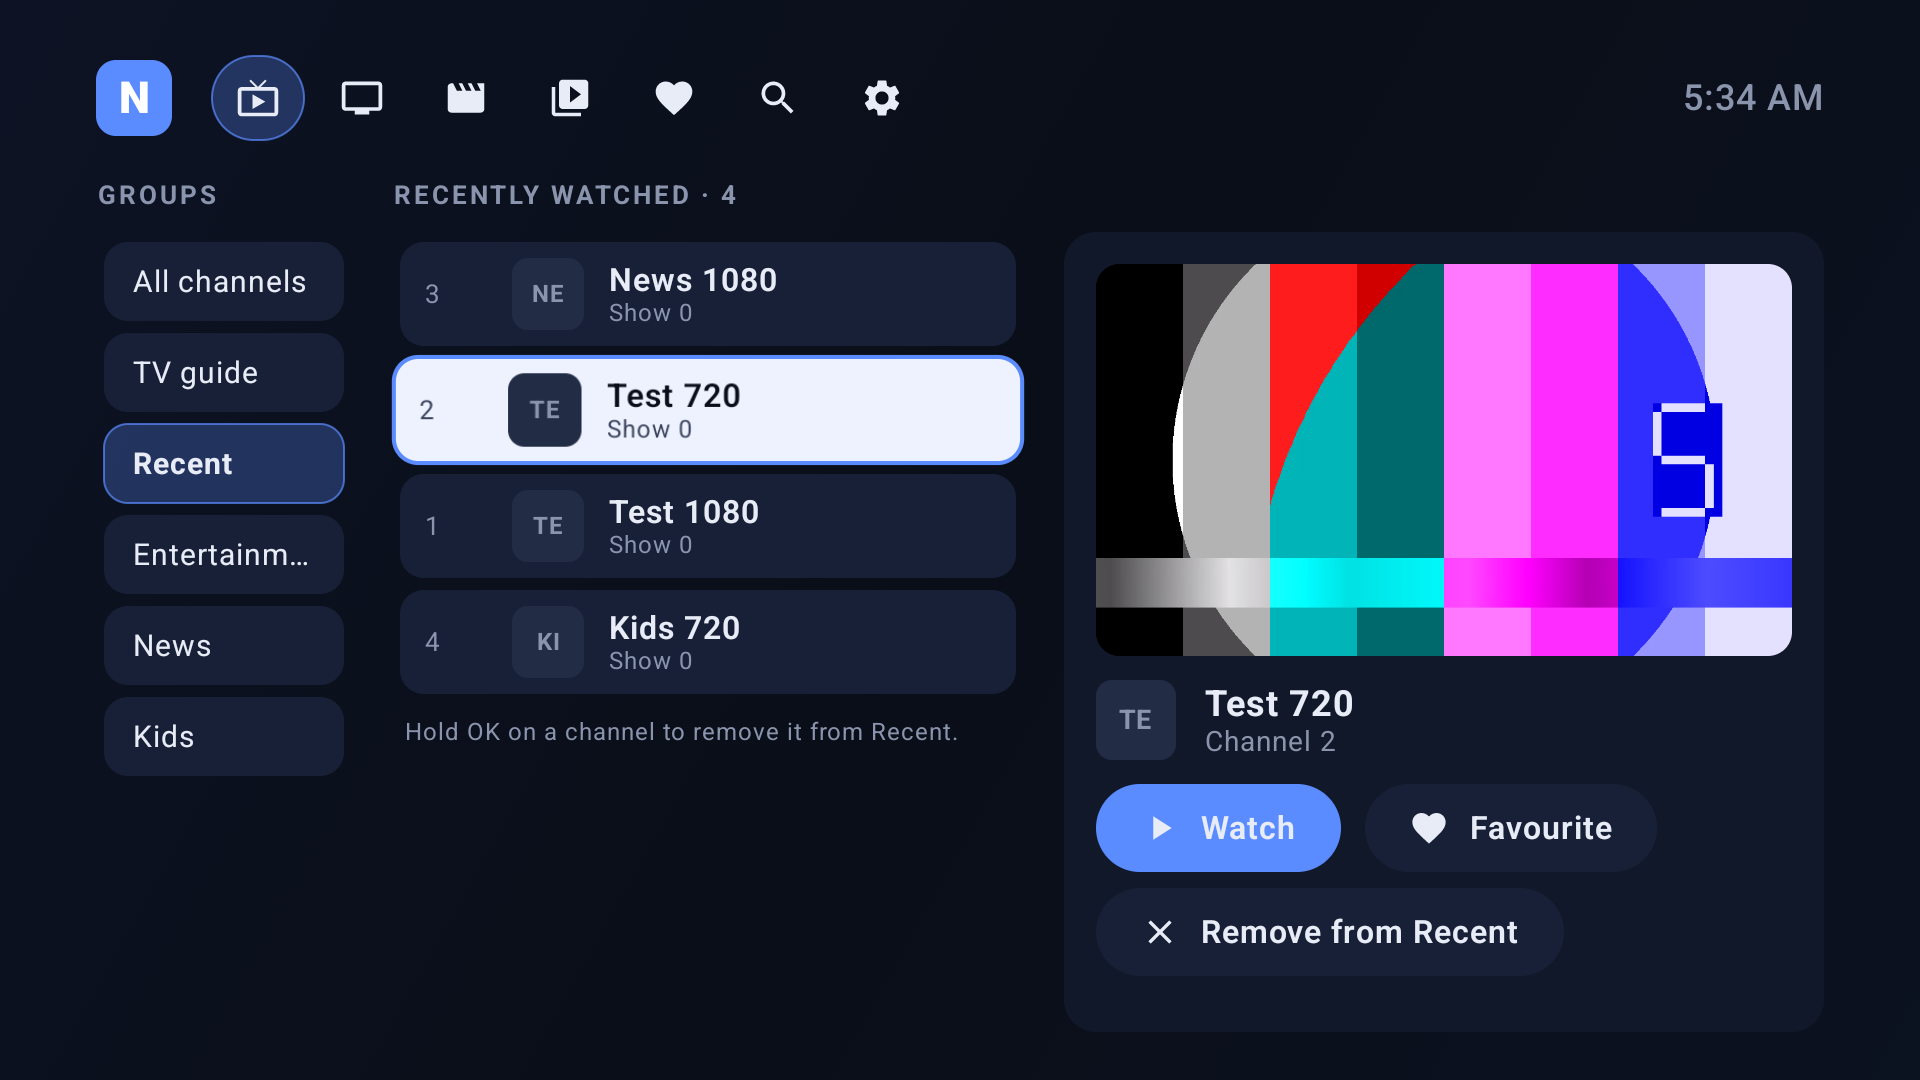 N
5:34 AM
GROUPS
All channels
TV guide
Recent
Entertainm...
News
Kids
RECENTLY WATCHED · 4
3 NE News 1080
Show 0
2 TE Test 720
Show 0
1 TE Test 1080
Show 0
4 KI Kids 720
Show 0
Hold OK on a channel to remove it from Recent.
5
TE Test 720
Channel 2
Watch
Favourite
Remove from Recent